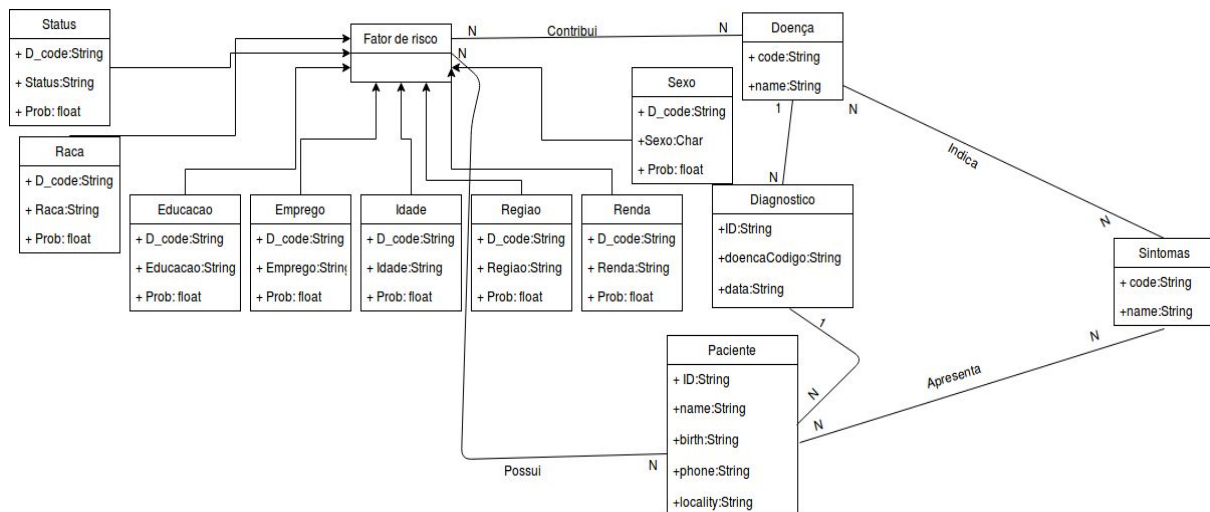 Status
+ D_code:String
+ Status:String
+ Prob: float
Raca
+ D_code:String
+ Raca:String
+ Prob: float
Fator de risco
N
Contribui
N
N
Doença
+ code:String
+name:String
Sexo
+ D_code:String
+Sexo:Char
+ Prob: float
1
N
N
Indica
N
Educacao
+ D_code:String
+ Educacao:String
+ Prob: float
Emprego
+ D_code:String
+ Emprego:String
+ Prob: float
Idade
+ D_code:String
+ Idade:String
+ Prob: float
Regiao
+ D_code:String
+ Regiao:String
+ Prob: float
Renda
+ D_code:String
+ Renda:String
+ Prob: float
Diagnostico
+ID:String
+doencaCodigo:String
+data:String
Sintomas
+ code:String
+name:String
1
N
N
Apresenta
N
Paciente
+ ID:String
+name:String
+birth:String
+phone:String
+locality:String
Possui
N